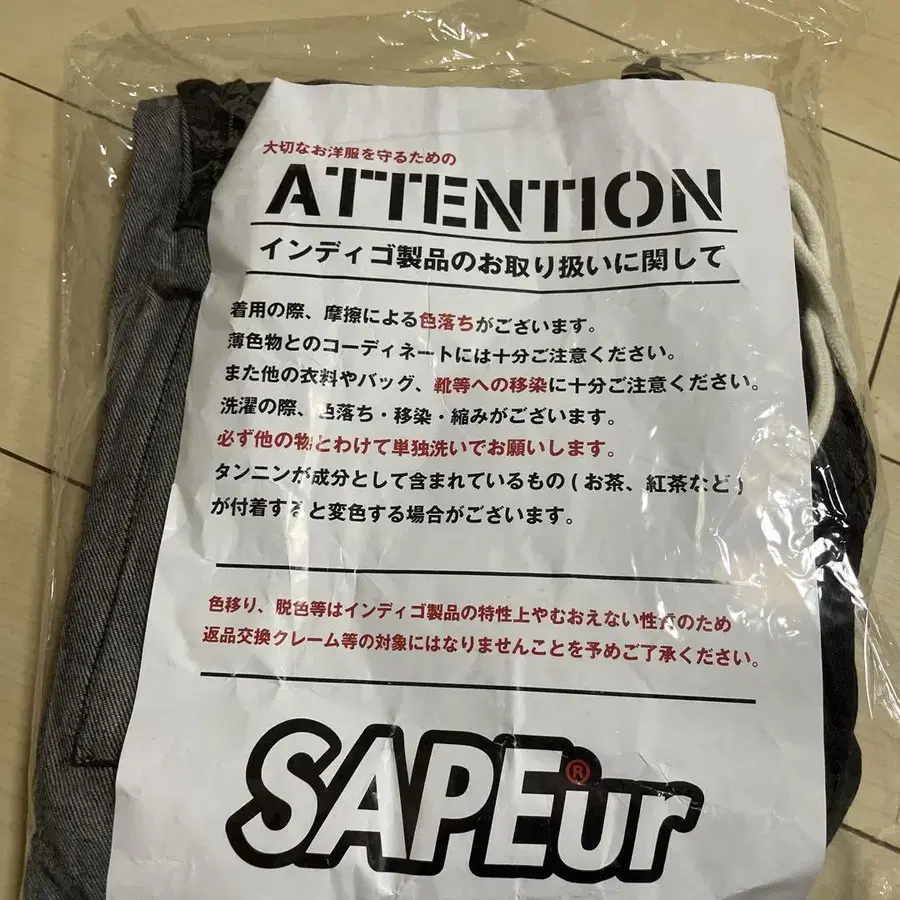 大切なお洋服を守るための
ATTENTION
インディゴ製品のお取り扱いに関して
着用の際、摩擦による色落ちがございます。
薄色物とのコーディネートには十分ご注意ください。
また他の衣料やバッグ、靴等への移染に十分ご注意ください。
洗濯の際、色落ち・移染・縮みがございます。
必ず他の物とわけて単独洗いでお願いします。
タンニンが成分として含まれているもの(お茶、紅茶など)
が付着すると変色する場合がございます。
色移り、脱色等はインディゴ製品の特性上やむおえない性質のため
返品交換クレーム等の対象にはなりませんことを予めご了承ください。
SAPEur®